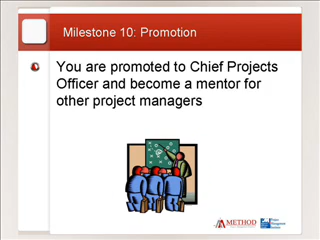 Milestone 10: Promotion
You are promoted to Chief Projects
Officer and become a mentor for
other project managers
METHOD